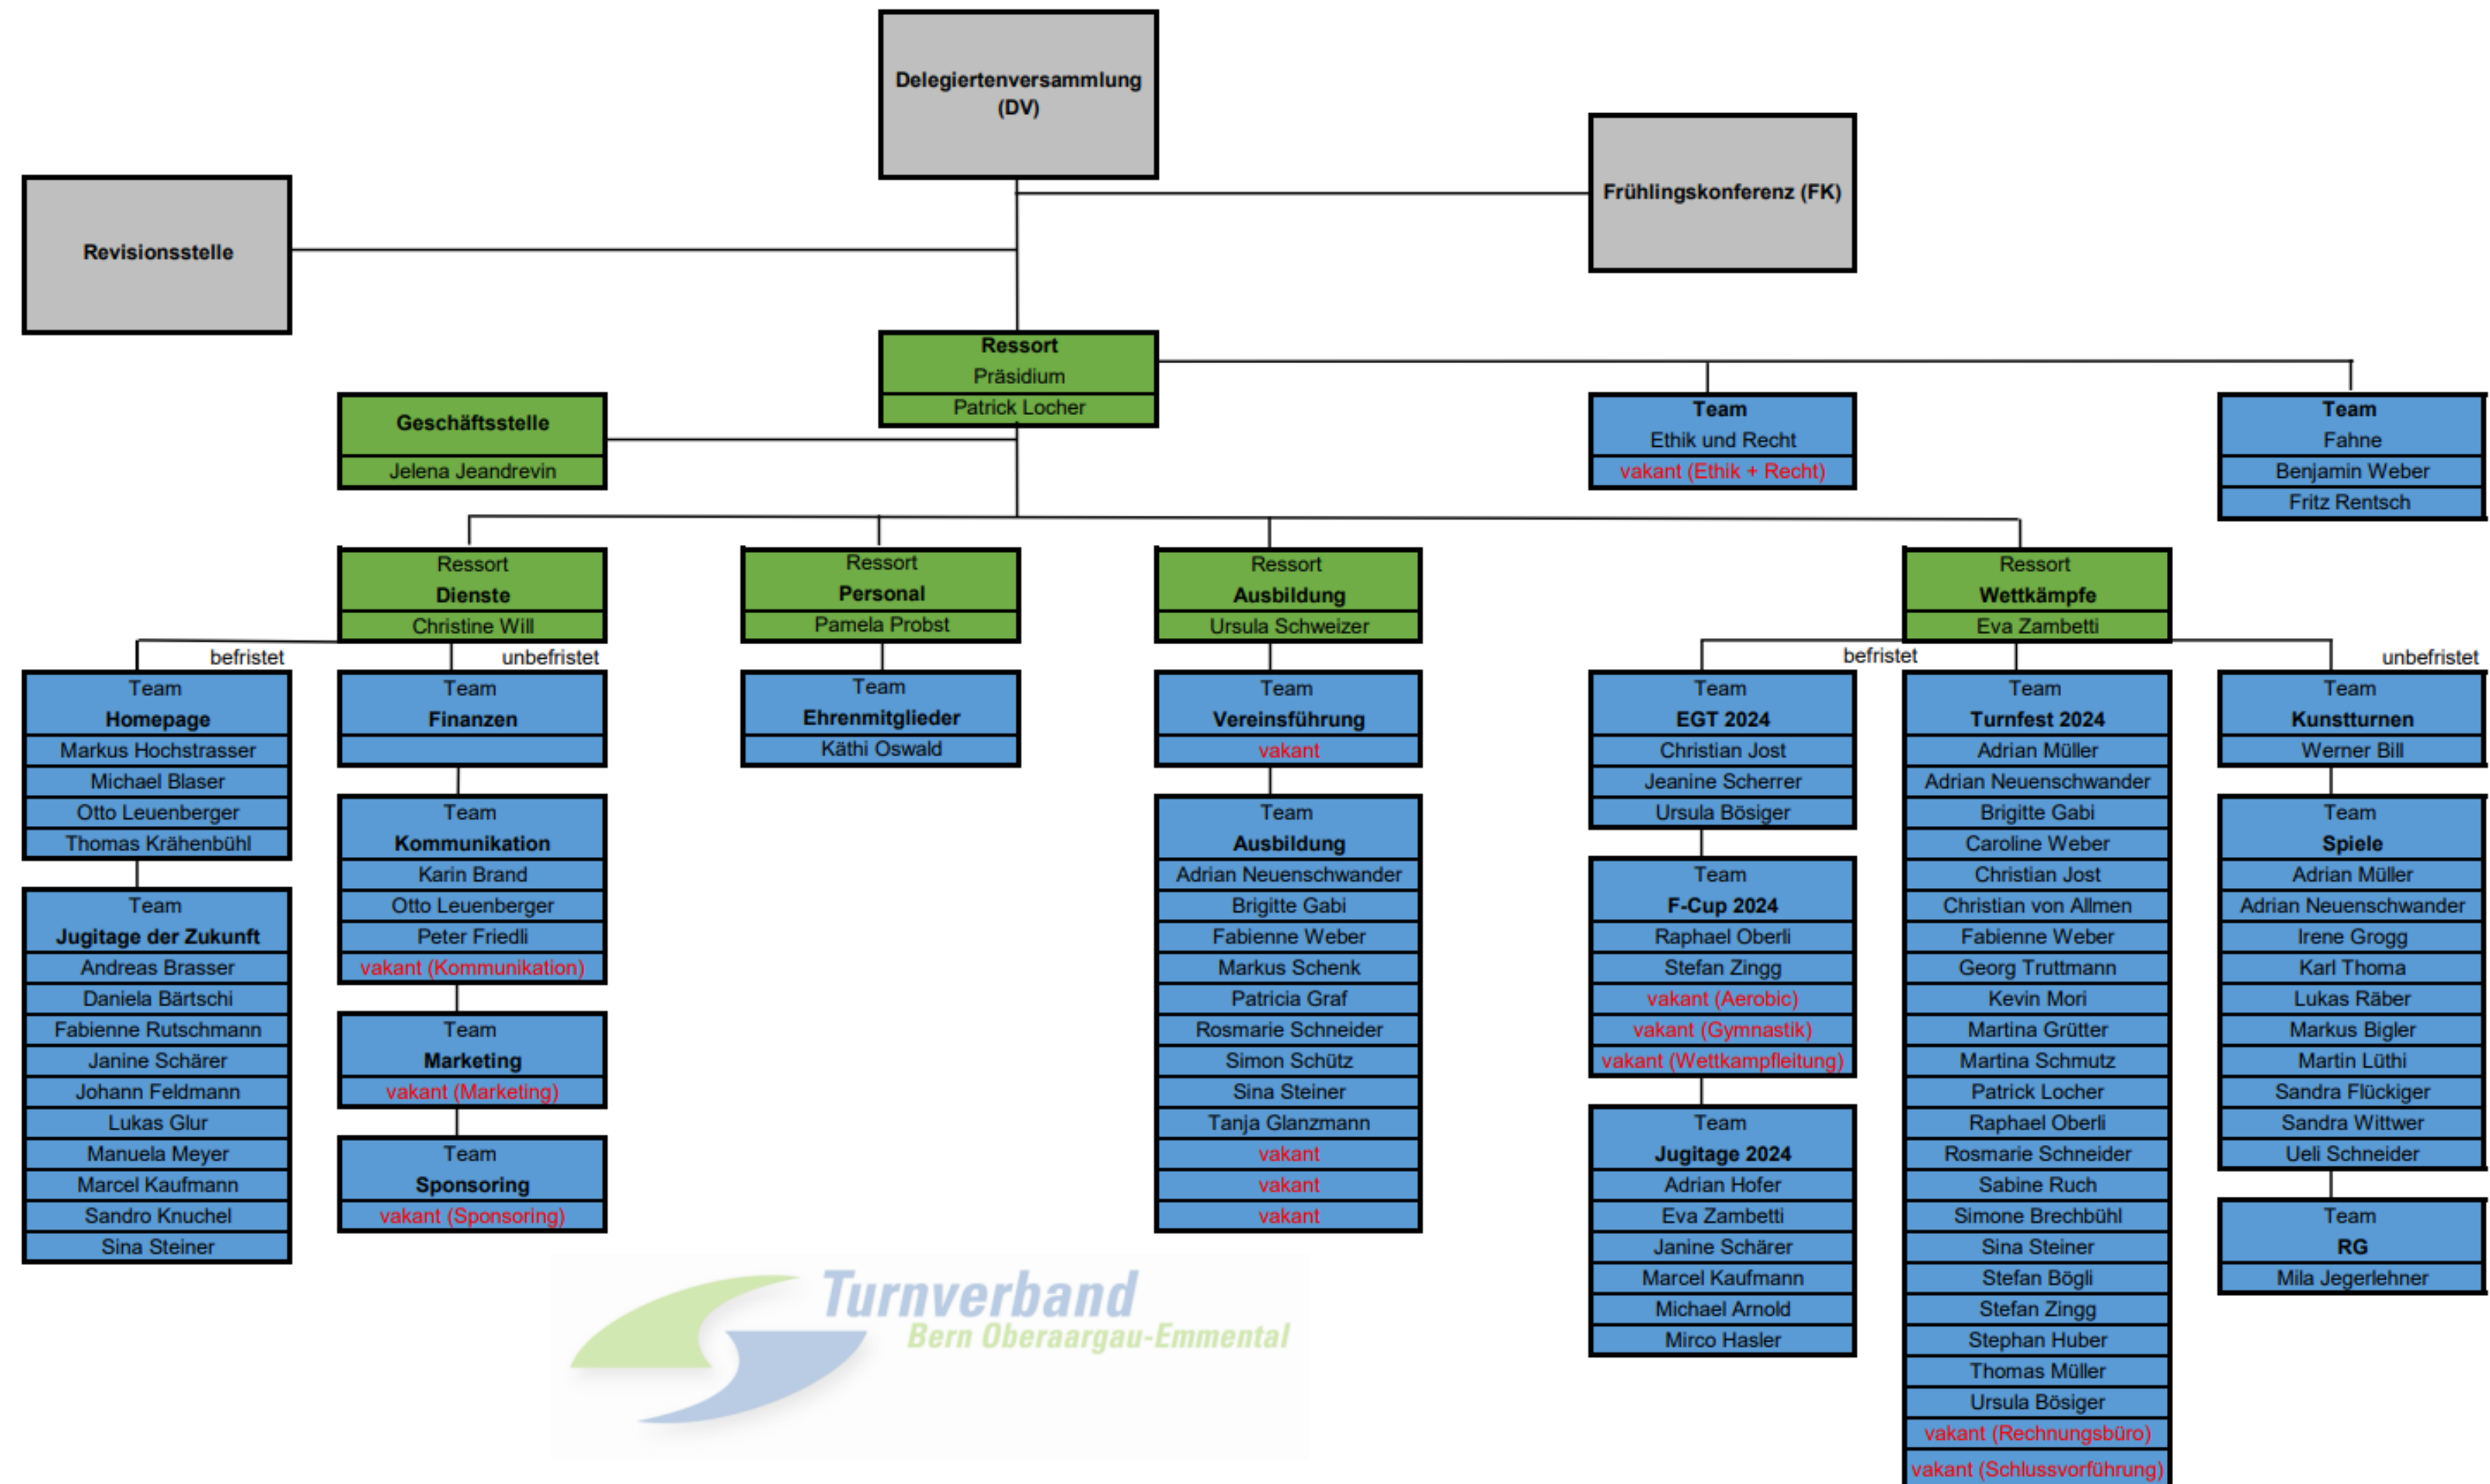 Delegiertenversammlung
(DV)
Frühlingskonferenz (FK)
Revisionsstelle
Ressort
Präsidium
Patrick Locher
Geschäftsstelle
Jelena Jeandrevin
Team
Ethik und Recht
vakant (Ethik + Recht)
Team
Fahne
Benjamin Weber
Fritz Rentsch
Ressort
Dienste
Christine Will
befristet
unbefristet
Team
Homepage
Markus Hochstrasser
Michael Blaser
Otto Leuenberger
Thomas Krähenbühl
Team
Jugitage der Zukunft
Andreas Brasser
Daniela Bärtschi
Fabienne Rutschmann
Janine Schärer
Johann Feldmann
Lukas Glur
Manuela Meyer
Marcel Kaufmann
Sandro Knuchel
Sina Steiner
Team
Finanzen
Team
Kommunikation
Karin Brand
Otto Leuenberger
Peter Friedli
vakant (Kommunikation)
Team
Marketing
vakant (Marketing)
Team
Sponsoring
vakant (Sponsoring)
Ressort
Personal
Pamela Probst
Team
Ehrenmitglieder
Käthi Oswald
Ressort
Ausbildung
Ursula Schweizer
Team
Vereinsführung
vakant
Team
Ausbildung
Adrian Neuenschwander
Brigitte Gabi
Fabienne Weber
Markus Schenk
Patricia Graf
Rosmarie Schneider
Simon Schütz
Sina Steiner
Tanja Glanzmann
vakant
vakant
vakant
Ressort
Wettkämpfe
Eva Zambetti
befristet
unbefristet
Team
EGT 2024
Christian Jost
Jeanine Scherrer
Ursula Bösiger
Team
F-Cup 2024
Raphael Oberli
Stefan Zingg
vakant (Aerobic)
vakant (Gymnastik)
vakant (Wettkampfleitung)
Team
Jugitage 2024
Adrian Hofer
Eva Zambetti
Janine Schärer
Marcel Kaufmann
Michael Arnold
Mirco Hasler
Team
Turnfest 2024
Adrian Müller
Adrian Neuenschwander
Brigitte Gabi
Caroline Weber
Christian Jost
Christian von Allmen
Fabienne Weber
Georg Truttmann
Kevin Mori
Martina Grütter
Martina Schmutz
Patrick Locher
Raphael Oberli
Rosmarie Schneider
Sabine Ruch
Simone Brechbühl
Sina Steiner
Stefan Bögli
Stefan Zingg
Stephan Huber
Thomas Müller
Ursula Bösiger
vakant (Rechnungsbüro)
vakant (Schlussvorführung)
Team
Kunstturnen
Werner Bill
Team
Spiele
Adrian Müller
Adrian Neuenschwander
Irene Grogg
Karl Thoma
Lukas Räber
Markus Bigler
Martin Lüthi
Sandra Flückiger
Sandra Wittwer
Ueli Schneider
Team
RG
Mila Jegerlehner
Turnverband
Bern Oberaargau-Emmental